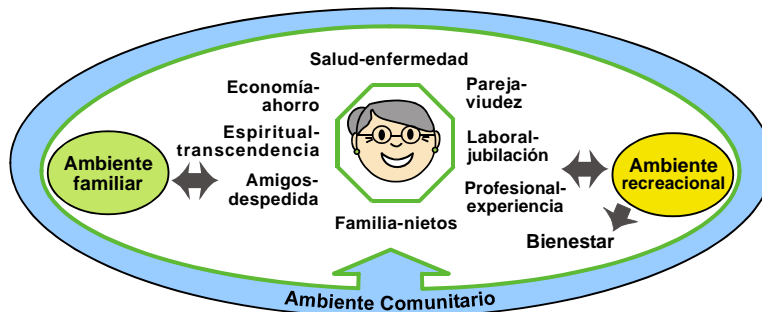 Salud-enfermedad
Economía-
ahorro
Pareja-
viudez
Espiritual-
transcendencia
Laboral-
jubilación
Ambiente
familiar
Ambiente
recreacional
Amigos-
despedida
Profesional-
experiencia
Familia-nietos
Bienestar
Ambiente Comunitario